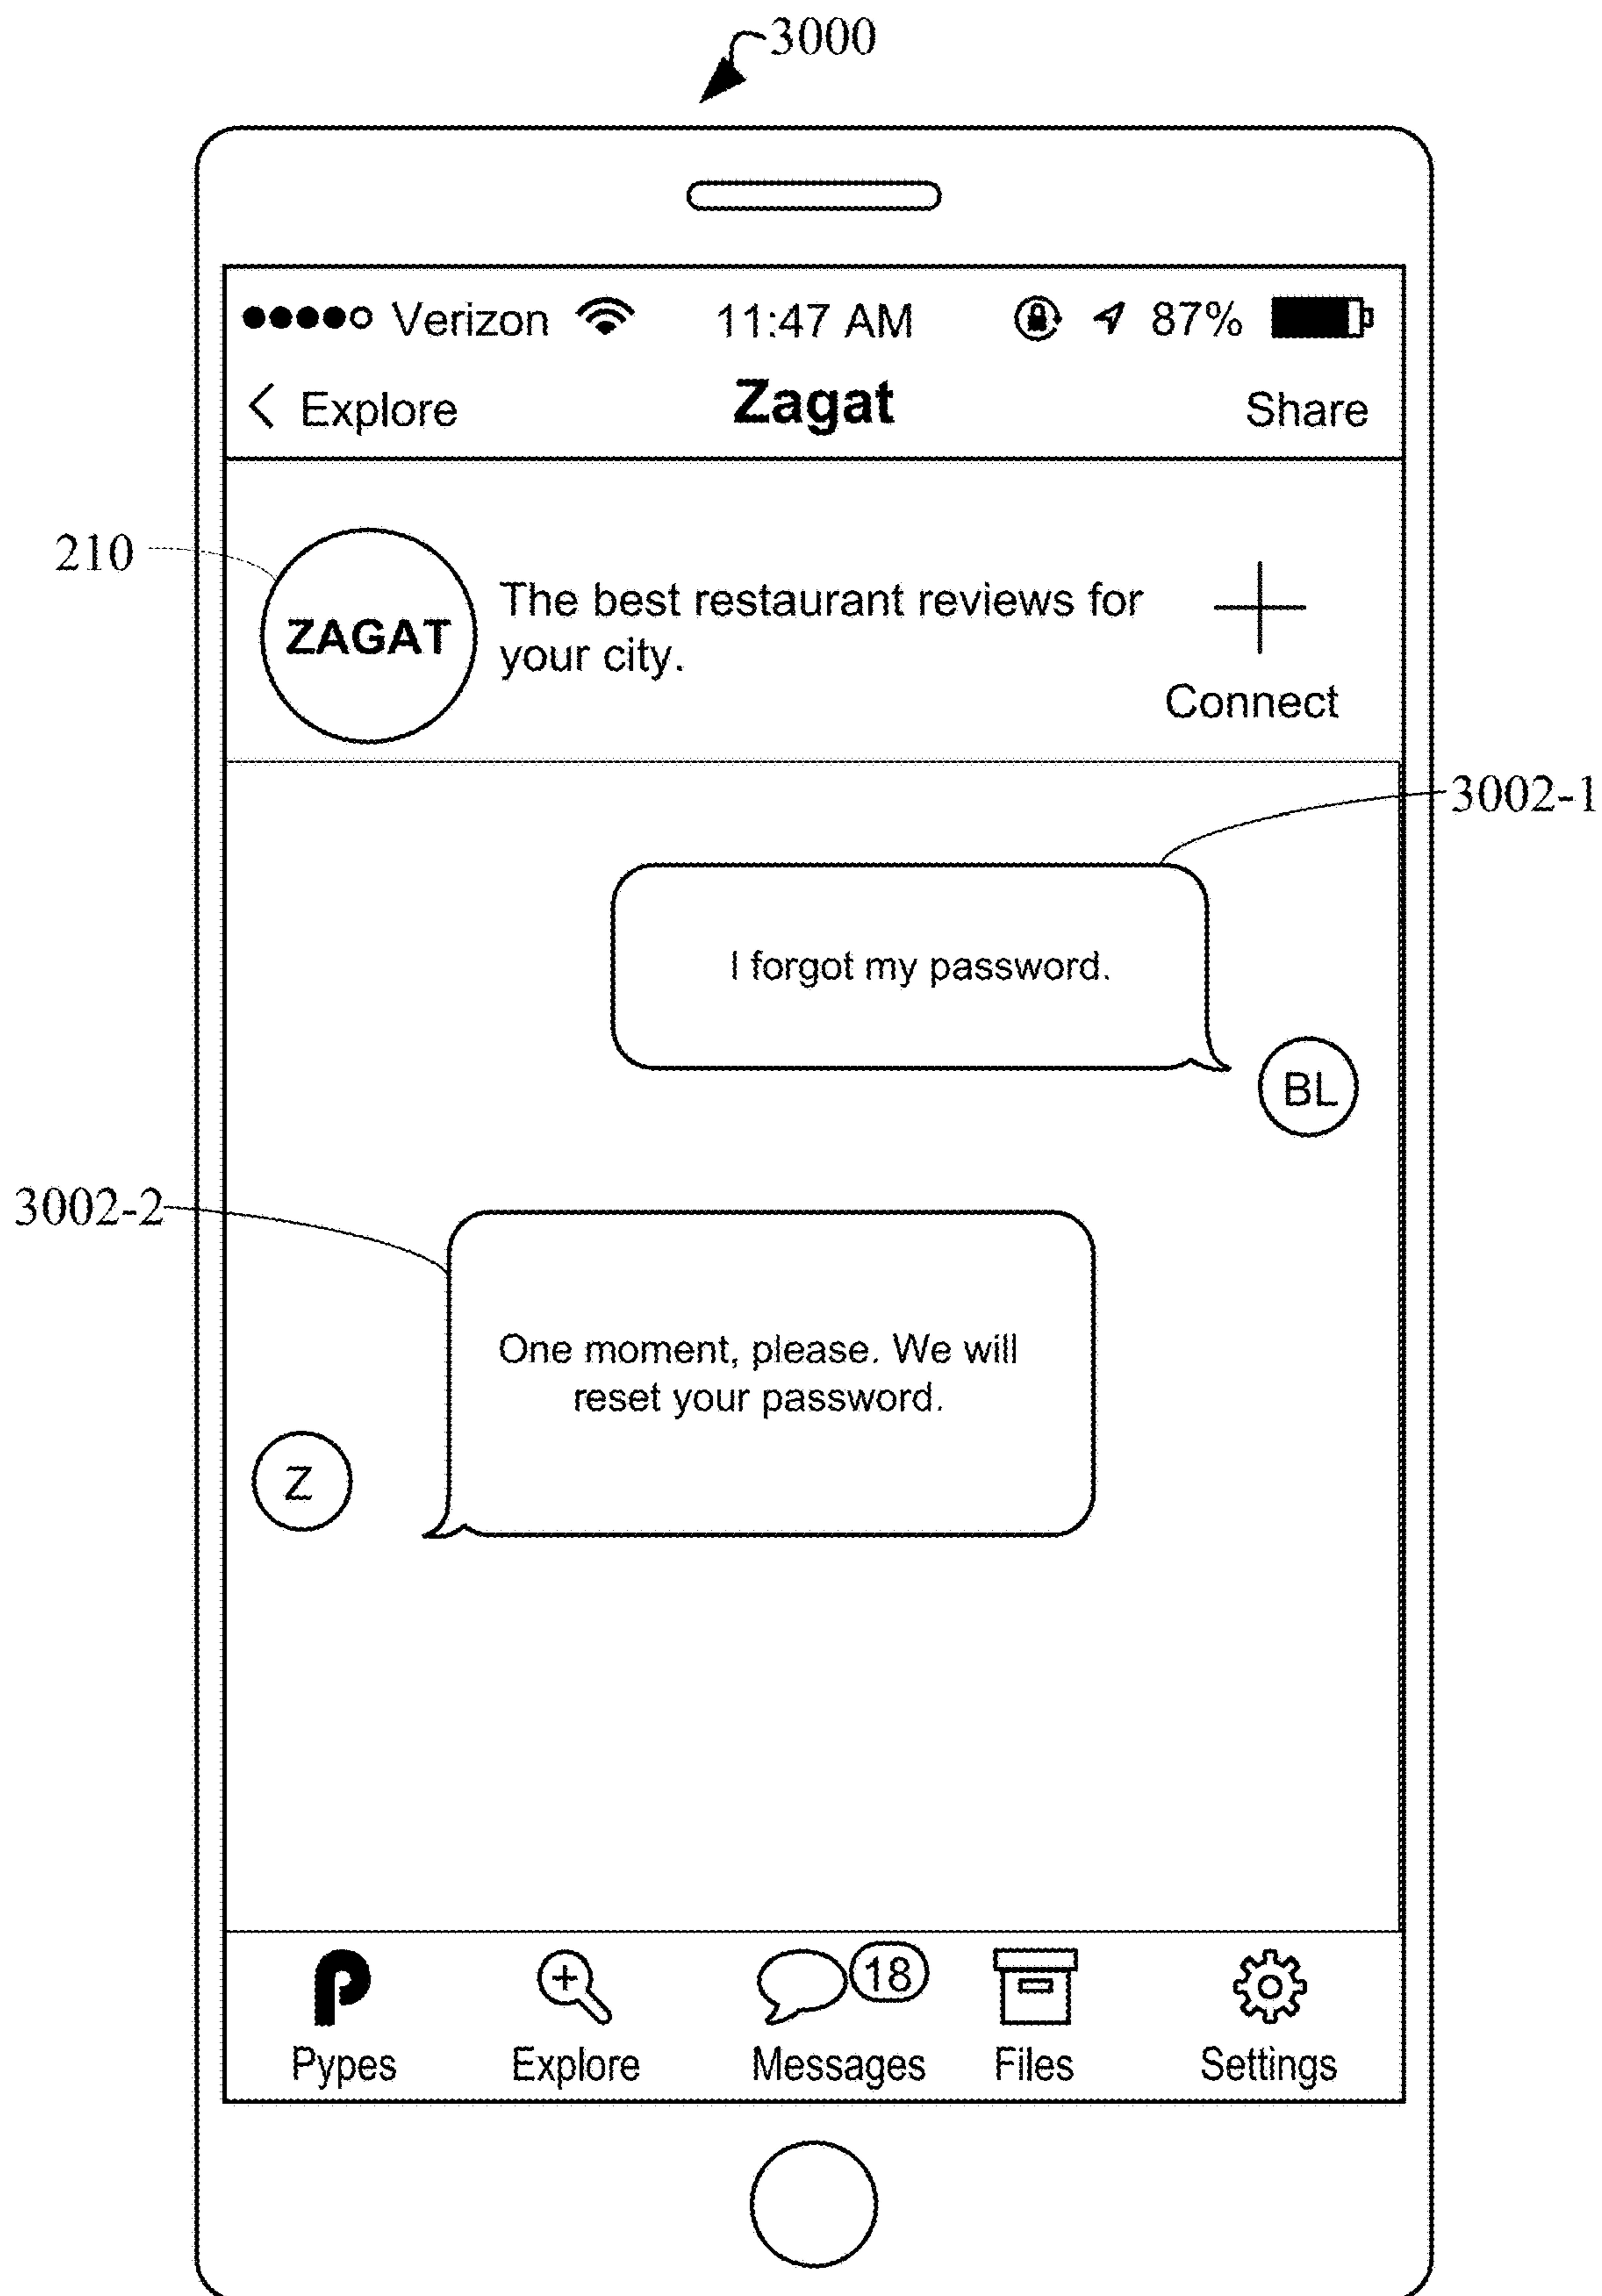 3000
Verizon 11:47 AM 87%
< Explore Zagat Share
210
ZAGAT
The best restaurant reviews for
your city.
Connect
3002-1
I forgot my password.
BL
3002-2
One moment, please. We will
reset your password.
Z
18
Pypes Explore Messages Files Settings